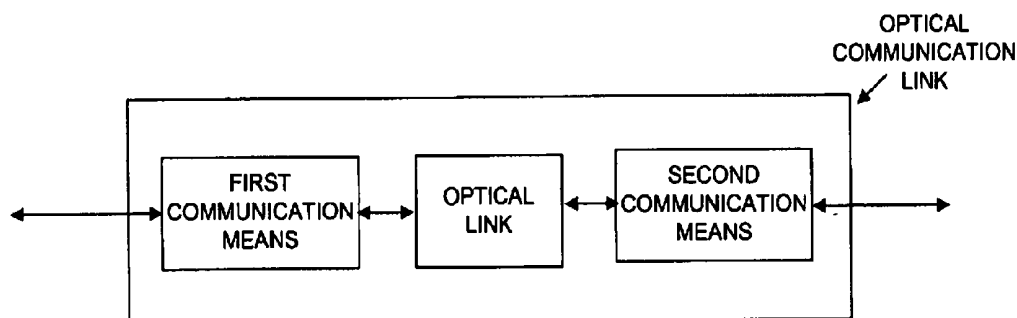 OPTICAL
COMMUNICATION
LINK
FIRST
COMMUNICATION
MEANS
OPTICAL
LINK
SECOND
COMMUNICATION
MEANS